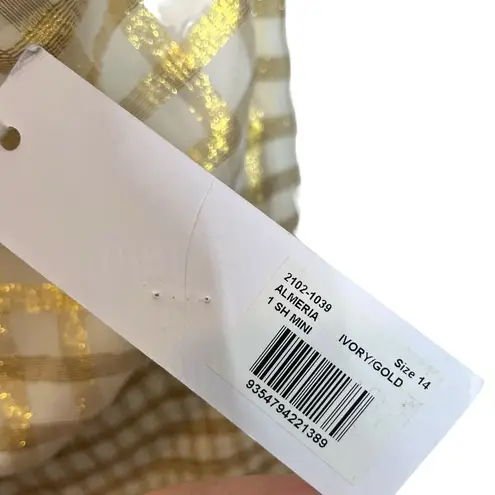 2102-1039
ALMERIA
1 SH MINI
IVORY/GOLD
Size 14
9354794221389